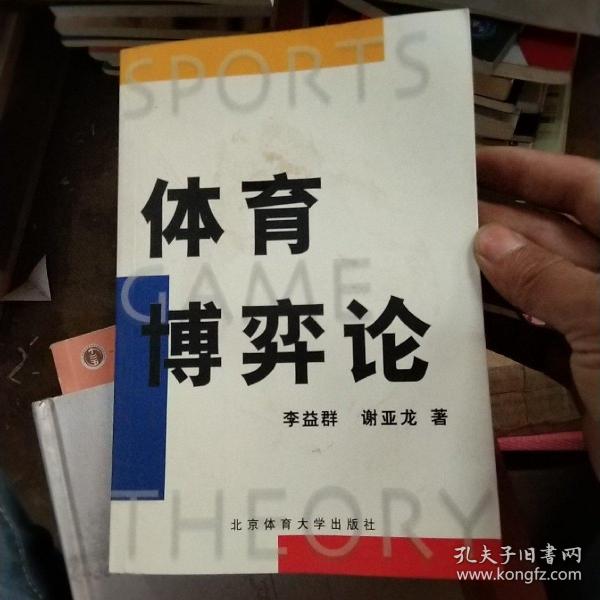 SPORTS
体育
GAME
博弈论
李益群 谢亚龙 著
THEORY
北京体育大学出版社
孔夫子旧书网
www.kongfz.com